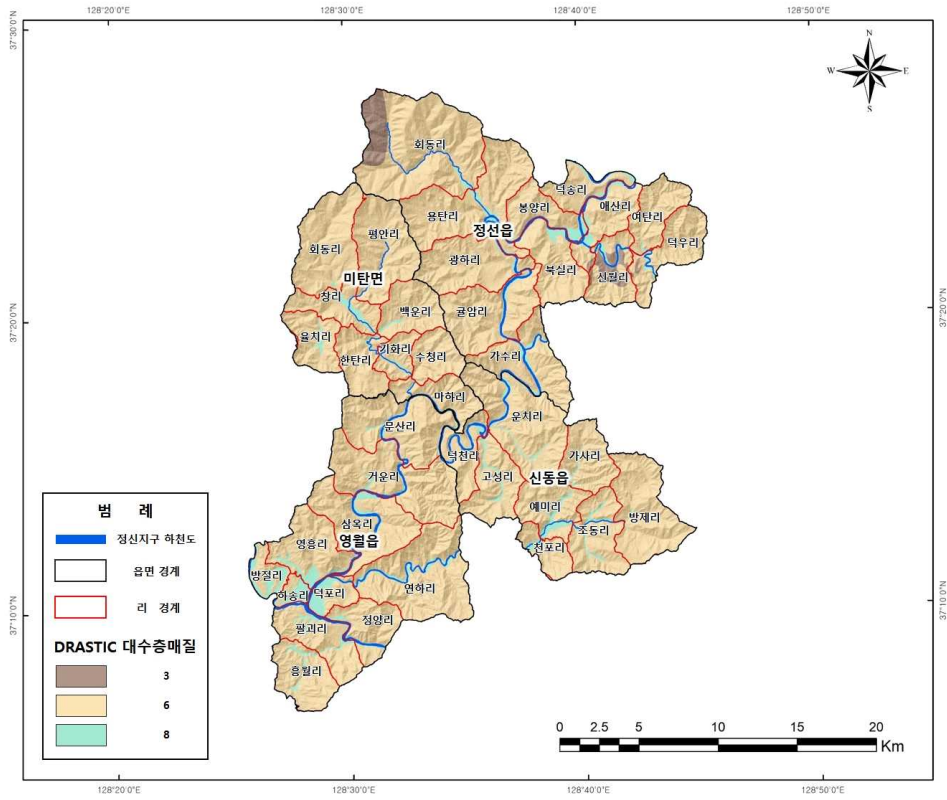 128°20'0"E 128°30'0"E 128°40'0"E 128°50'0"E
37°30'0"N
N
W E
S
회동리
덕송리
봉양리 애산리
용탄리 여탄리
정선읍
평안리 덕우리
회동리 광하리
북실리 신월리
미탄면
창리
백운리 귤암리
37°20'0"N 37°20'0"N
율치리
기화리
한탄리 수청리 가수리
마하리
운치리
문산리
덕천리 가사리
거운리 고성리 신동읍
예미리
방제리
삼옥리 조동리
영흥리 영월읍
천포리
방절리
연하리
하송리 덕포리
37°10'0"N 37°10'0"N
정양리
팔괴리
흥월리
범 례
정신지구 하천도
읍면 경계
리 경계
DRASTIC 대수층매질
3
6
8
0 2.5 5 10 15 20
Km
128°20'0"E 128°30'0"E 128°40'0"E 128°50'0"E